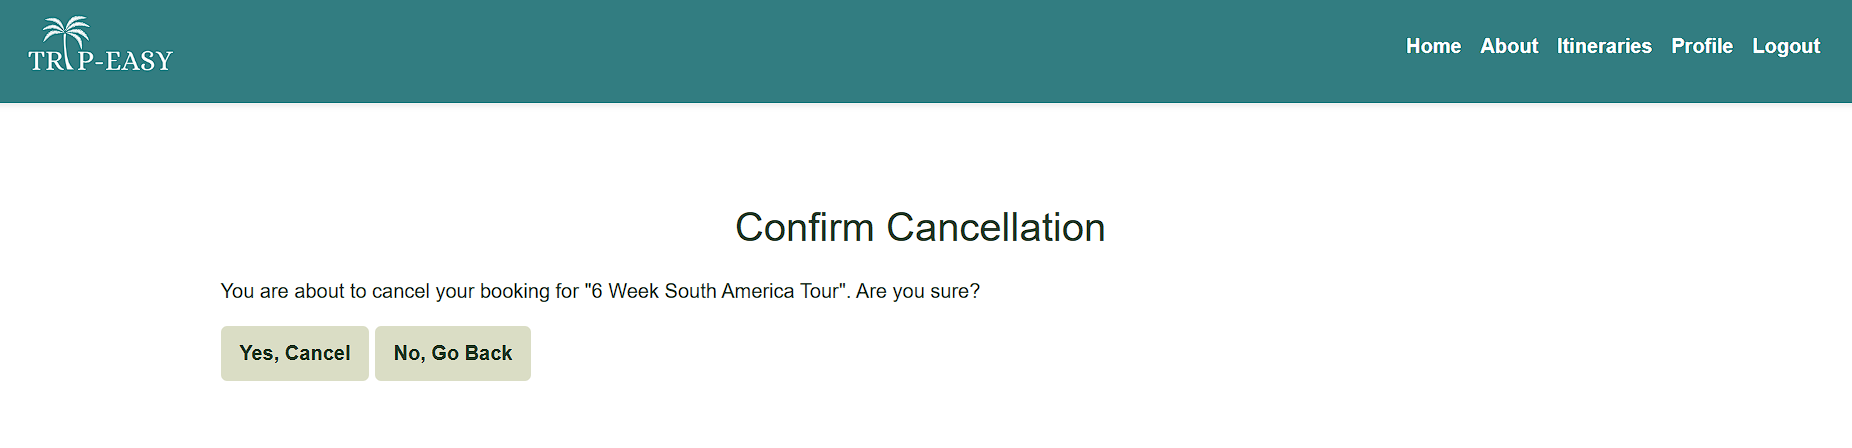 TRIP-EASY
Home About Itineraries Profile Logout
Confirm Cancellation
You are about to cancel your booking for "6 Week South America Tour". Are you sure?
Yes, Cancel No, Go Back